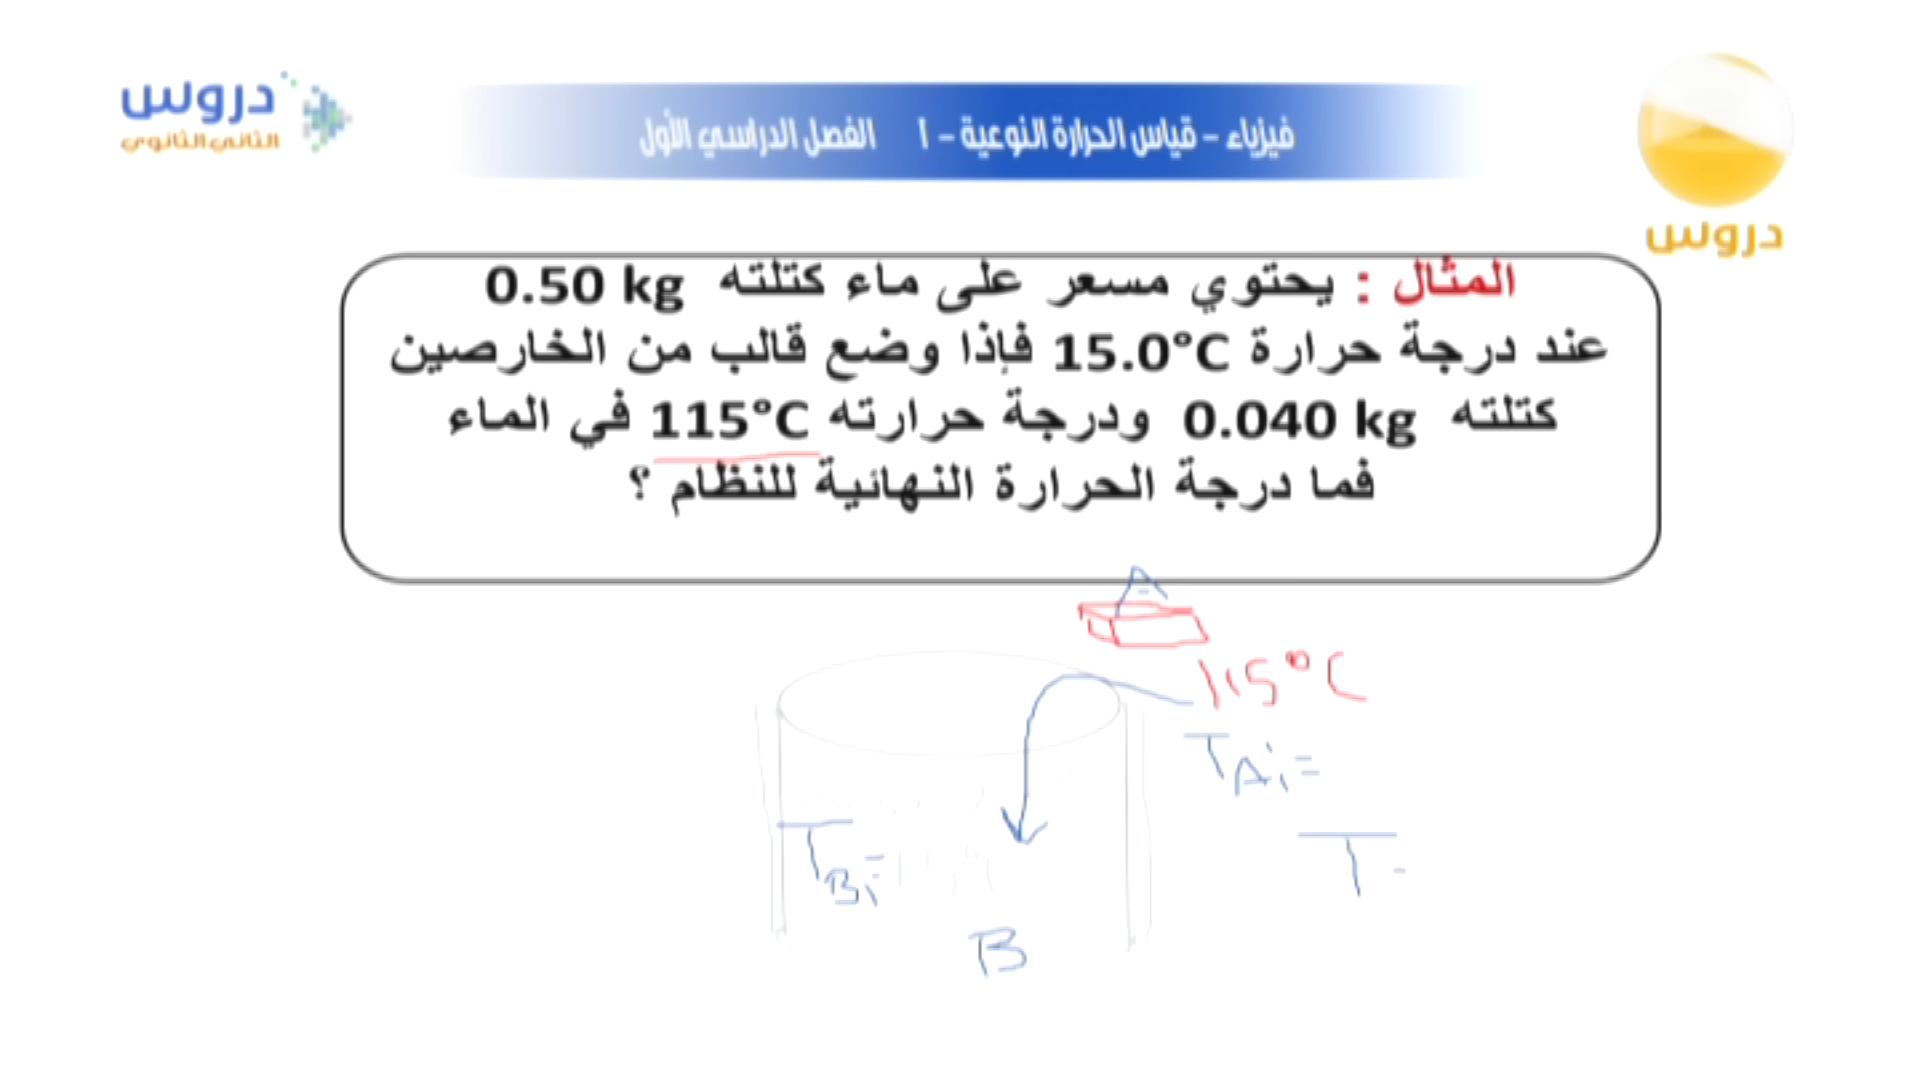 دروس
الثاني الثانوي
فيزياء – قياس الحرارة النوعية – ١ الفصل الدراسي الأول
دروس
المثال : يحتوي مسعر على ماء كتلته 0.50 kg
عند درجة حرارة 15.0°C فإذا وضع قالب من الخارصين
كتلته 0.040 kg ودرجة حرارته 115°C في الماء
فما درجة الحرارة النهائية للنظام ؟
A
115°C
TAi=
TBi=
T -
B